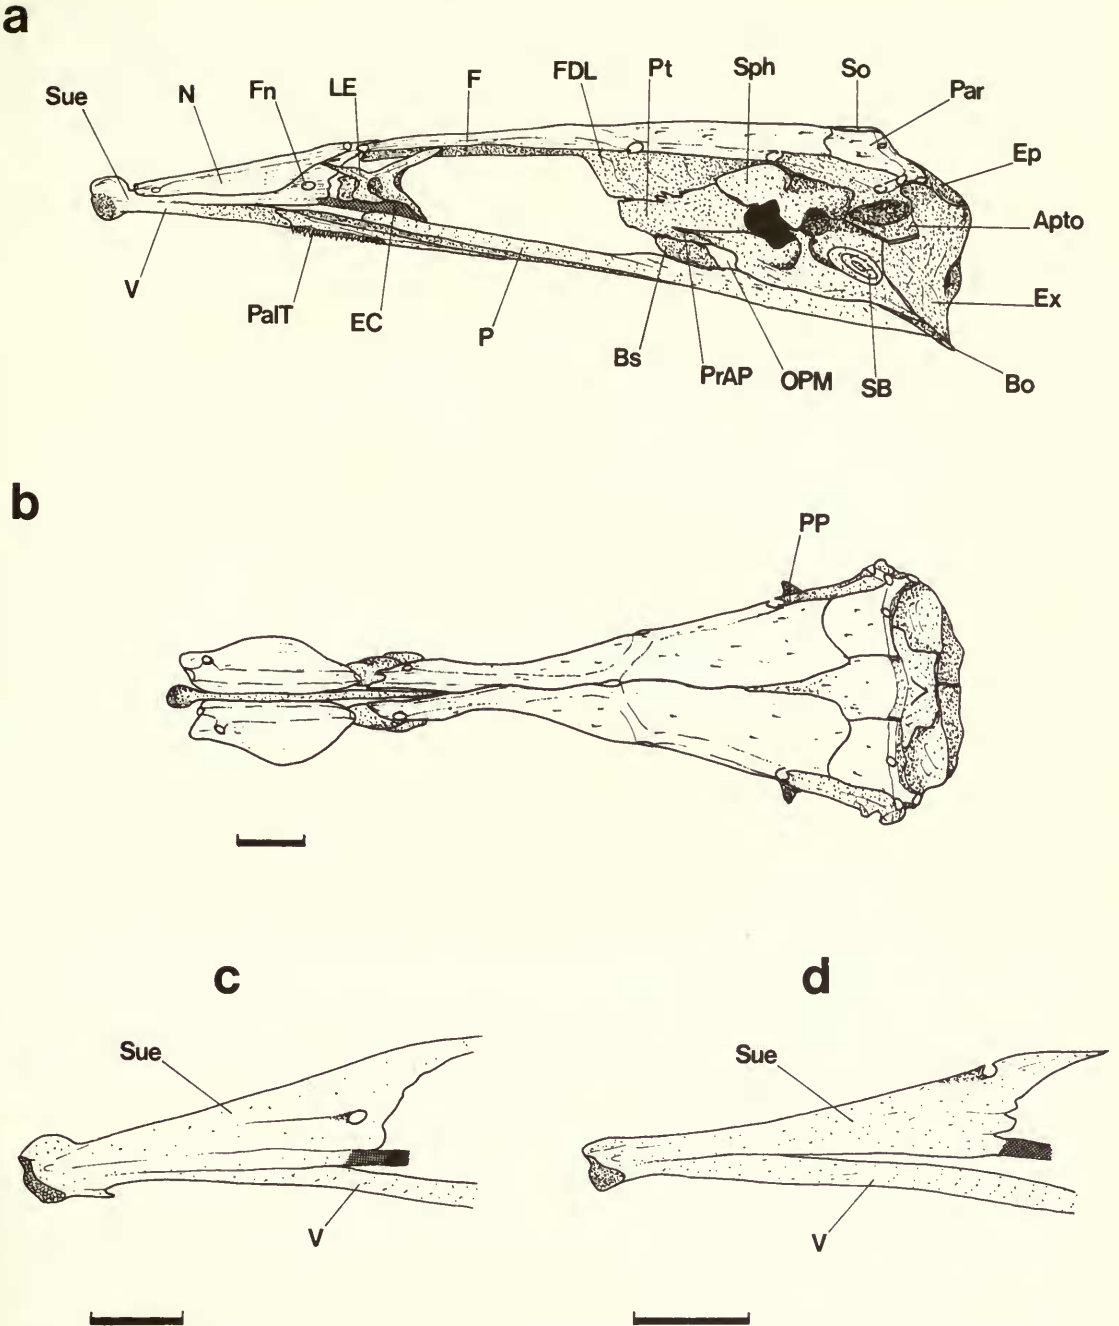 a
Sue N Fn LE F FDL Pt Sph So Par
Ep
Apto
Ex
V PalT EC P Bs PrAP OPM SB Bo
b
PP
c d
Sue Sue
V V